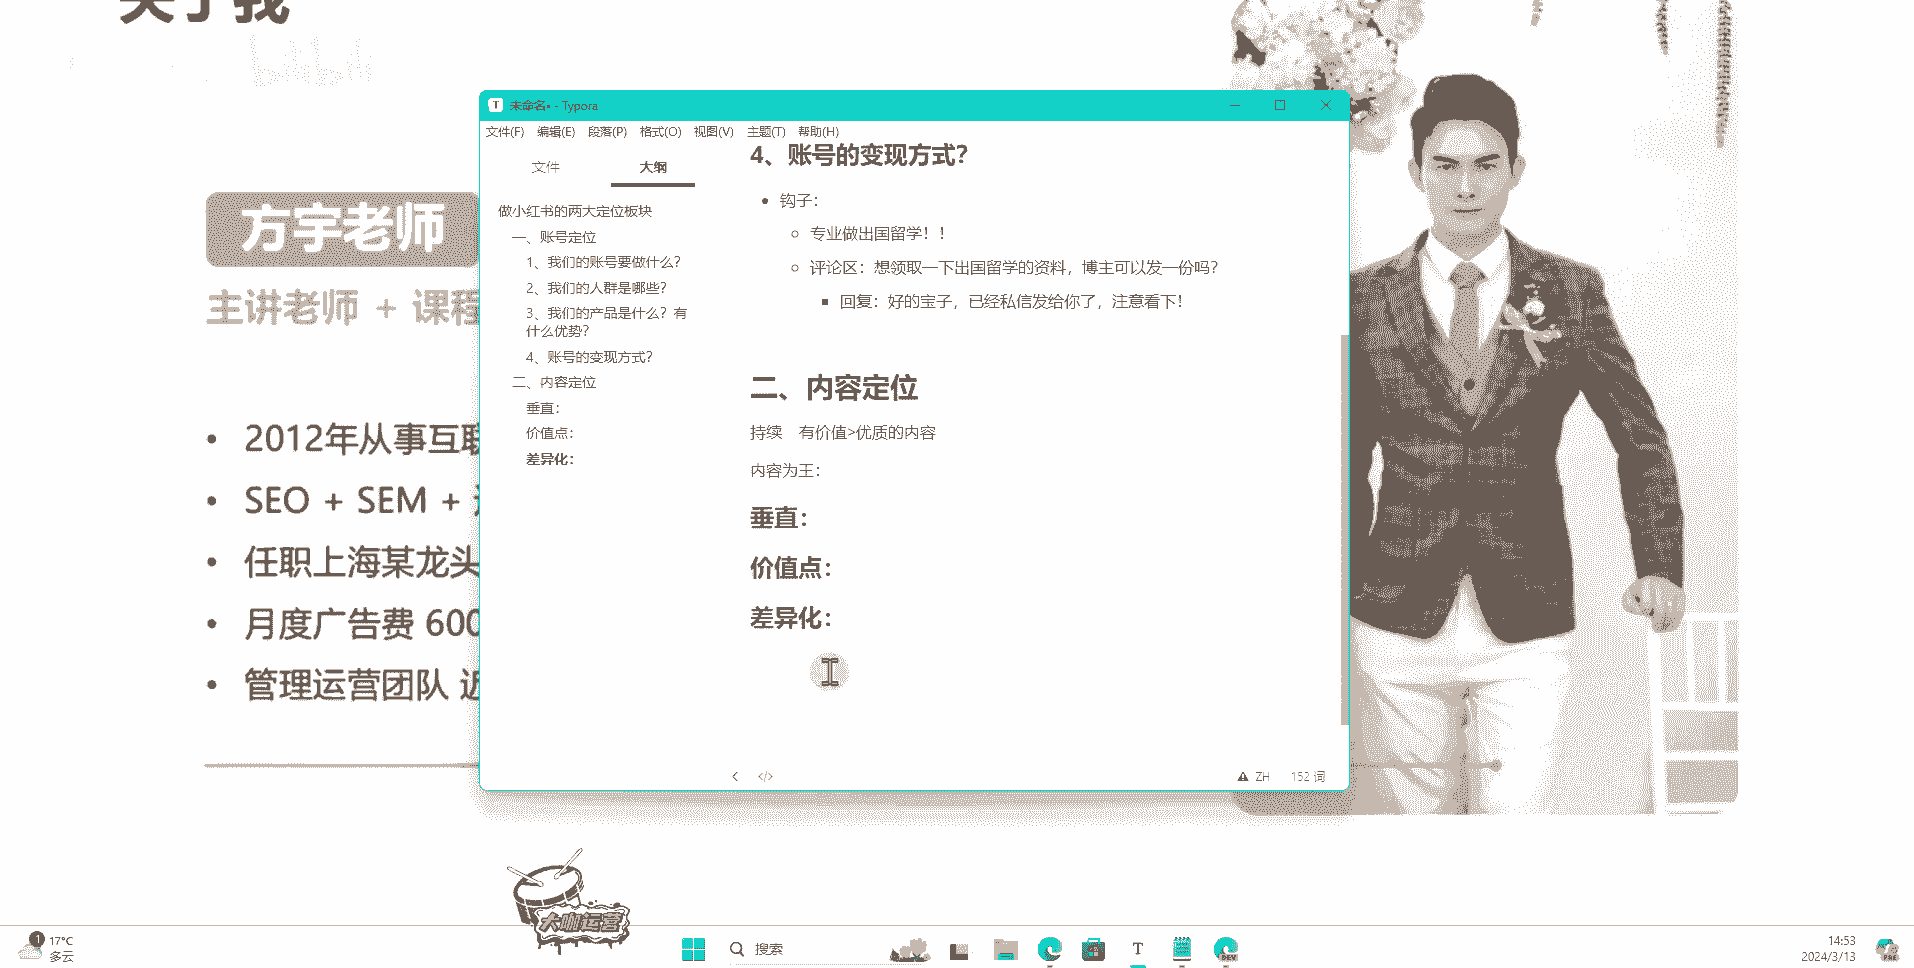 关于我
bilibili
方宇老师
主讲老师 + 课程
2012年从事互联
SEO + SEM +
任职上海某龙头
月度广告费 600
管理运营团队 近
未命名• - Typora
文件(F) 编辑(E) 段落(P) 格式(O) 视图(V) 主题(T) 帮助(H)
文件 大纲
做小红书的两大定位板块
一、账号定位
1、我们的账号要做什么?
2、我们的人群是哪些?
3、我们的产品是什么?有
什么优势?
4、账号的变现方式?
二、内容定位
垂直:
价值点:
差异化:
4、账号的变现方式?
钩子:
专业做出国留学!!
评论区:想领取一下出国留学的资料,博主可以发一份吗?
回复:好的宝子,已经私信发给你了,注意看下!
二、内容定位
持续 有价值>优质的内容
内容为王:
垂直:
价值点:
差异化:
</> ZH 152 词
大咖运营
1 17°C
多云
搜索
T
DEV
14:53
2024/3/13
PRE